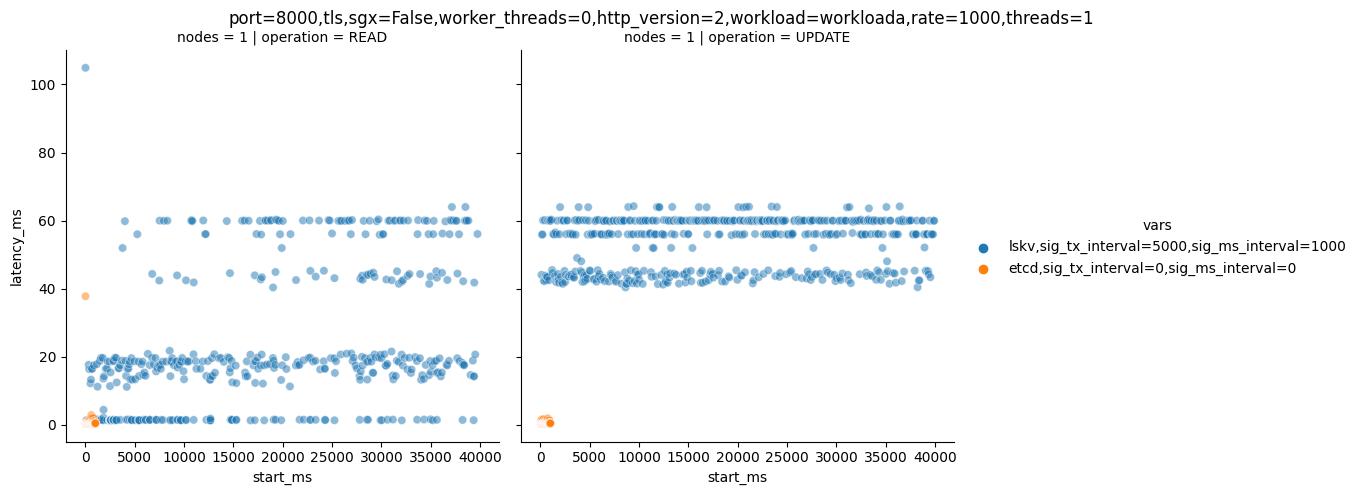 port=8000,tls,sgx=False,worker_threads=0,http_version=2,workload=workloada,rate=1000,threads=1
nodes = 1 | operation = READ
nodes = 1 | operation = UPDATE
100
80
60
40
20
0
latency_ms
0 5000 10000 15000 20000 25000 30000 35000 40000
start_ms
0 5000 10000 15000 20000 25000 30000 35000 40000
start_ms
vars
lskv,sig_tx_interval=5000,sig_ms_interval=1000
etcd,sig_tx_interval=0,sig_ms_interval=0